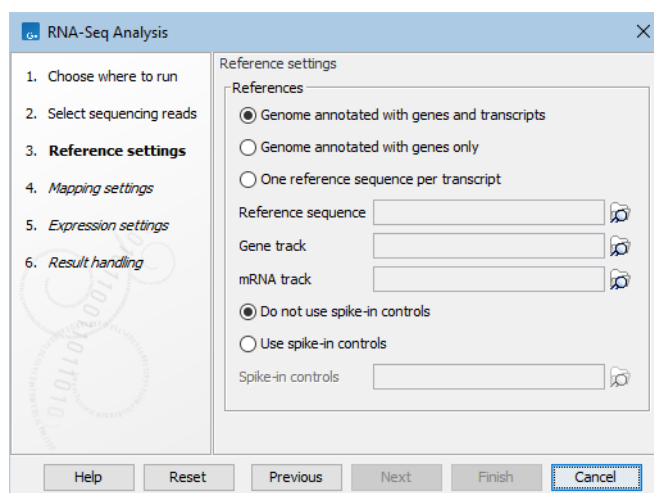 G.
RNA-Seq Analysis
1. Choose where to run
2. Select sequencing reads
3. Reference settings
4. Mapping settings
5. Expression settings
6. Result handling
Reference settings
References
Genome annotated with genes and transcripts
Genome annotated with genes only
One reference sequence per transcript
Reference sequence
Gene track
mRNA track
Do not use spike-in controls
Use spike-in controls
Spike-in controls
Help
Reset
Previous
Next
Finish
Cancel